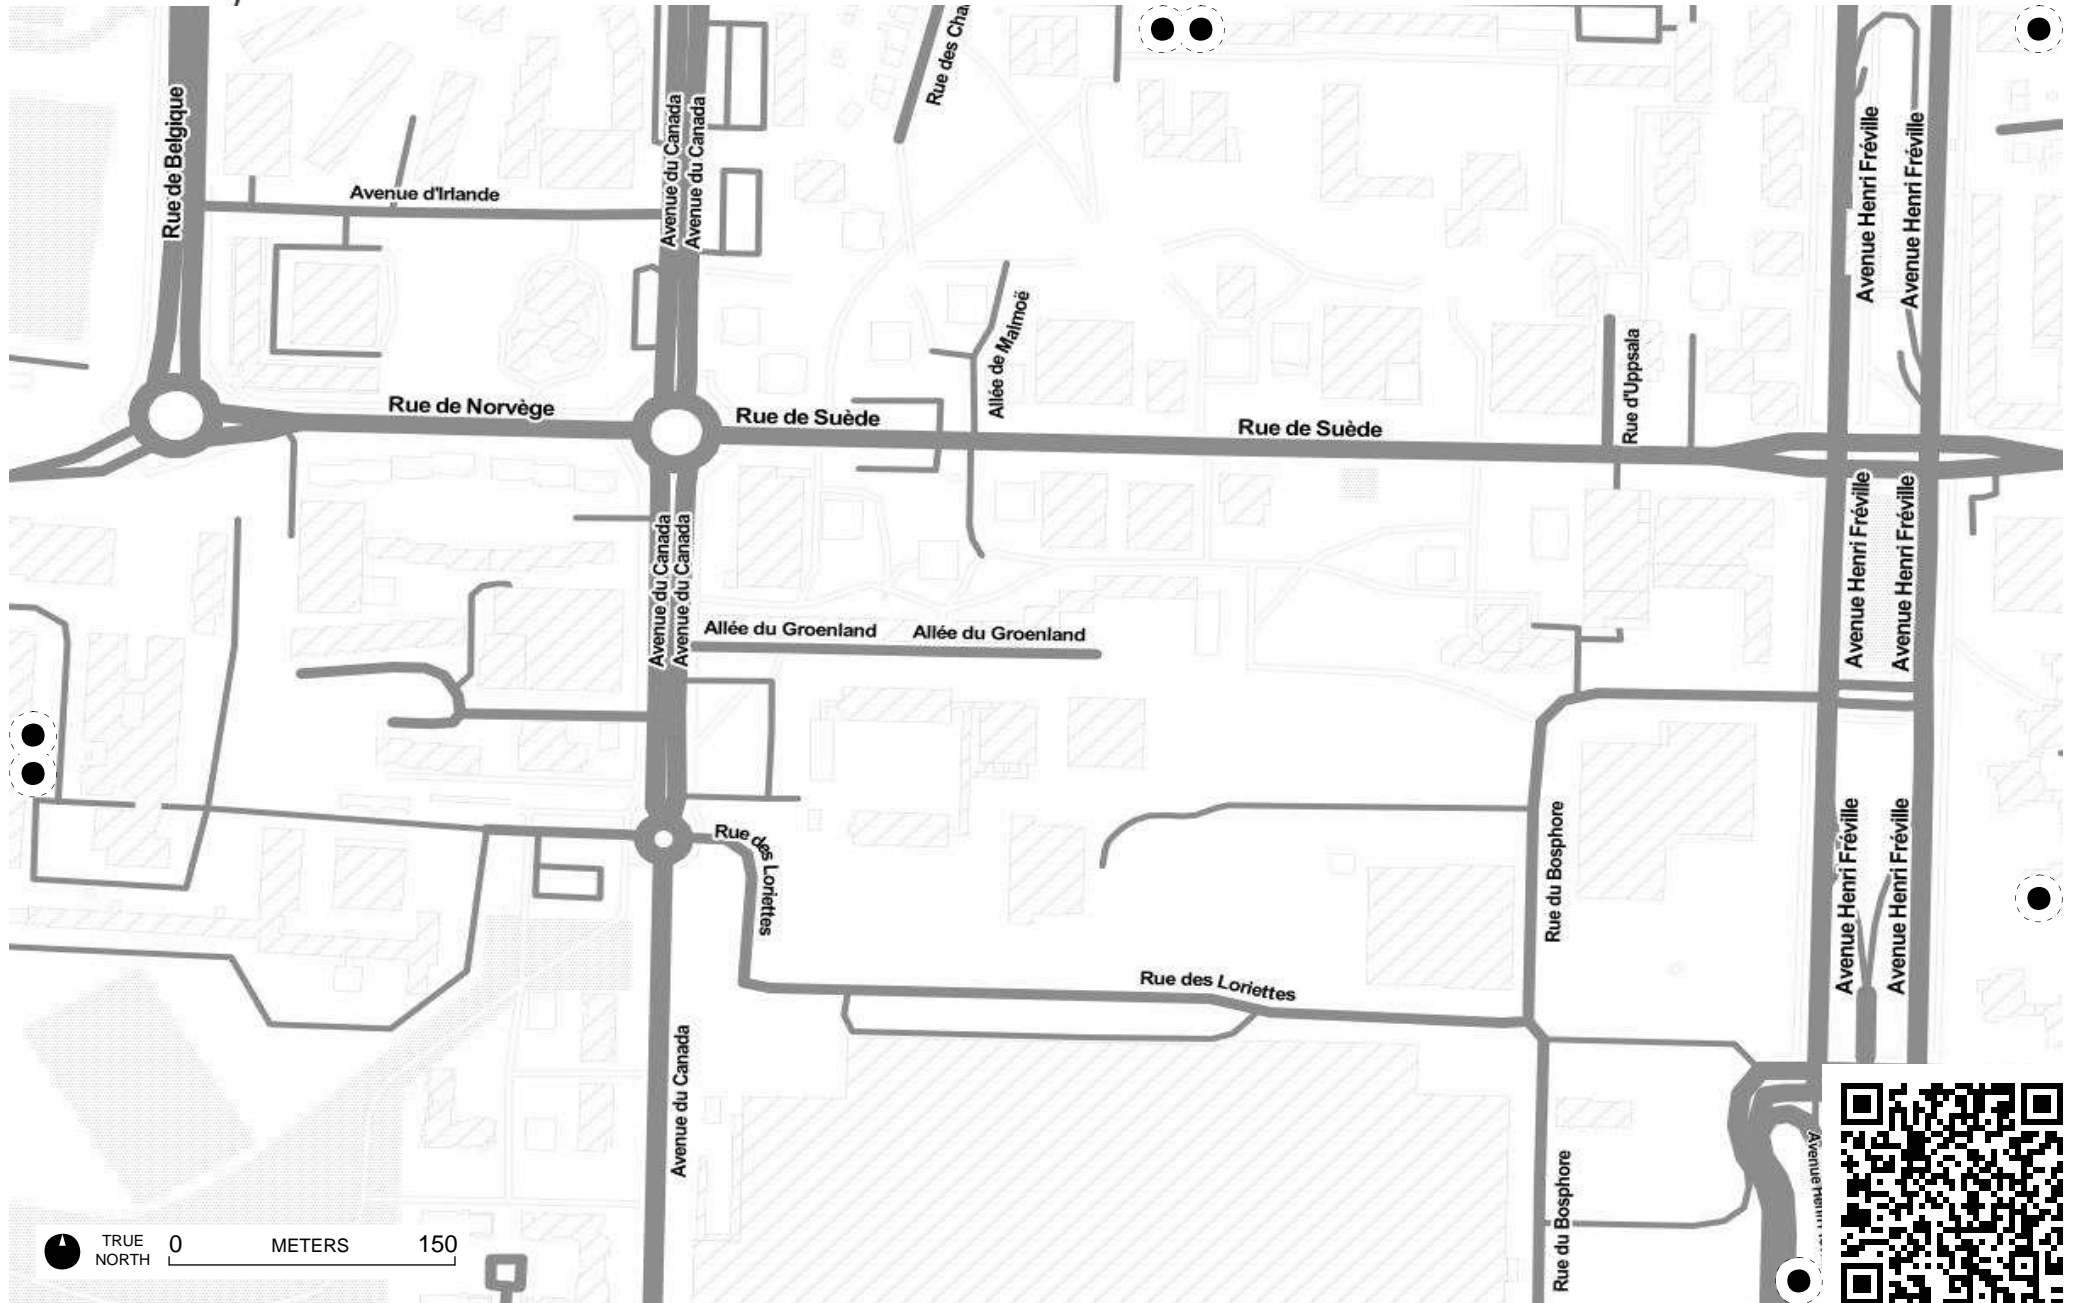 Rue des Cha
Rue de Belgique
Avenue du Canada
Avenue du Canada
Avenue Henri Fréville
Avenue Henri Fréville
Avenue d'Irlande
Allée de Malmoë
Rue d'Uppsala
Rue de Norvège
Rue de Suède
Rue de Suède
Avenue du Canada
Avenue du Canada
Avenue Henri Fréville
Avenue Henri Fréville
Allée du Groenland
Allée du Groenland
Rue des Loriettes
Rue du Bosphore
Avenue Henri Fréville
Avenue Henri Fréville
Rue des Loriettes
Avenue du Canada
Rue du Bosphore
TRUE NORTH
0 METERS 150